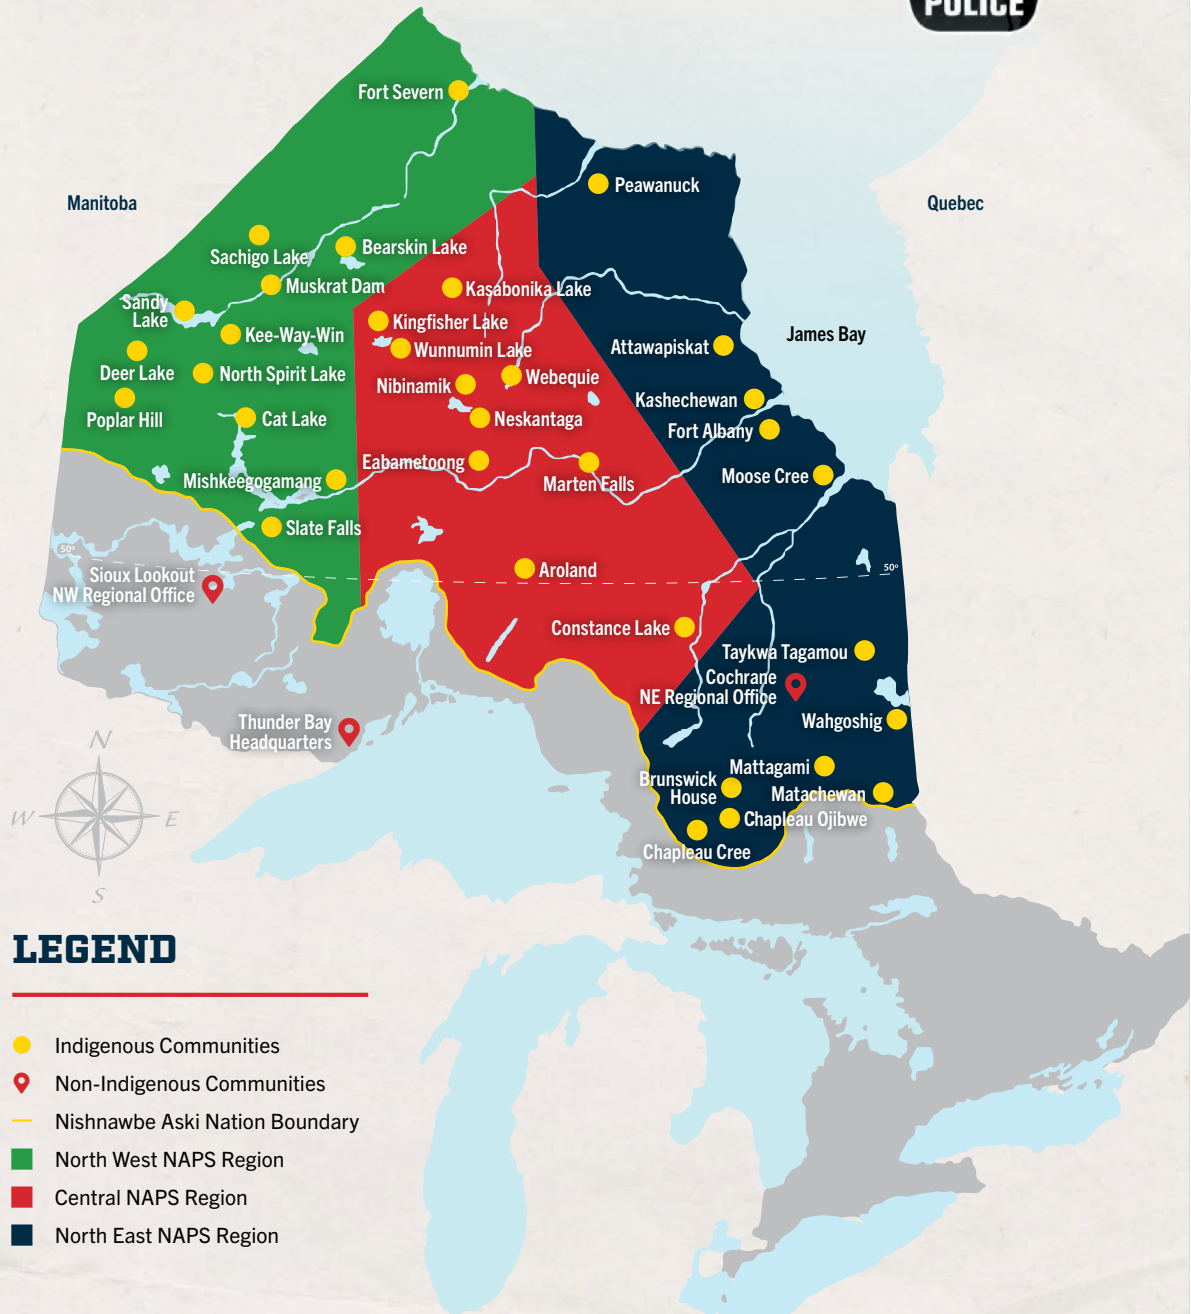 POLICE
Fort Severn
Manitoba
Peawanuck
Quebec
Sachigo Lake
Bearskin Lake
Muskrat Dam
Kasabonika Lake
Sandy
Lake
Kingfisher Lake
Kee-Way-Win
James Bay
Wunnumin Lake
Attawapiskat
Deer Lake
North Spirit Lake
Nibinamik
Webequie
Kashechewan
Poplar Hill
Cat Lake
Neskantaga
Fort Albany
Eabametoong
Mishkeegogamang
Marten Falls
Moose Cree
Slate Falls
50º
50º
Sioux Lookout
NW Regional Office
Aroland
Constance Lake
Taykwa Tagamou
Cochrane
NE Regional Office
Thunder Bay
Headquarters
Wahgoshig
N
W
E
S
Mattagami
Brunswick
House
Matachewan
Chapleau Ojibwe
Chapleau Cree
LEGEND
Indigenous Communities
Non-Indigenous Communities
Nishnawbe Aski Nation Boundary
North West NAPS Region
Central NAPS Region
North East NAPS Region